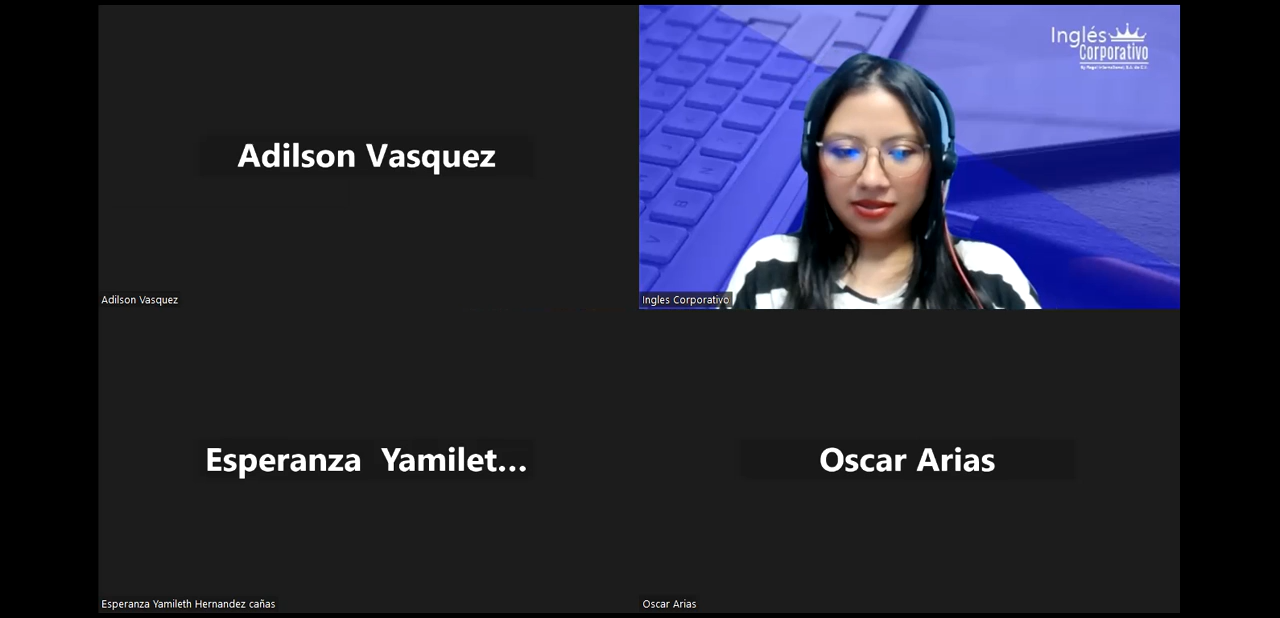 Adilson Vasquez
Adilson Vasquez
Inglés
Corporativo
Ingles Corporativo
Esperanza Yamilet...
Oscar Arias
Esperanza Yamileth Hernandez cañas
Oscar Arias